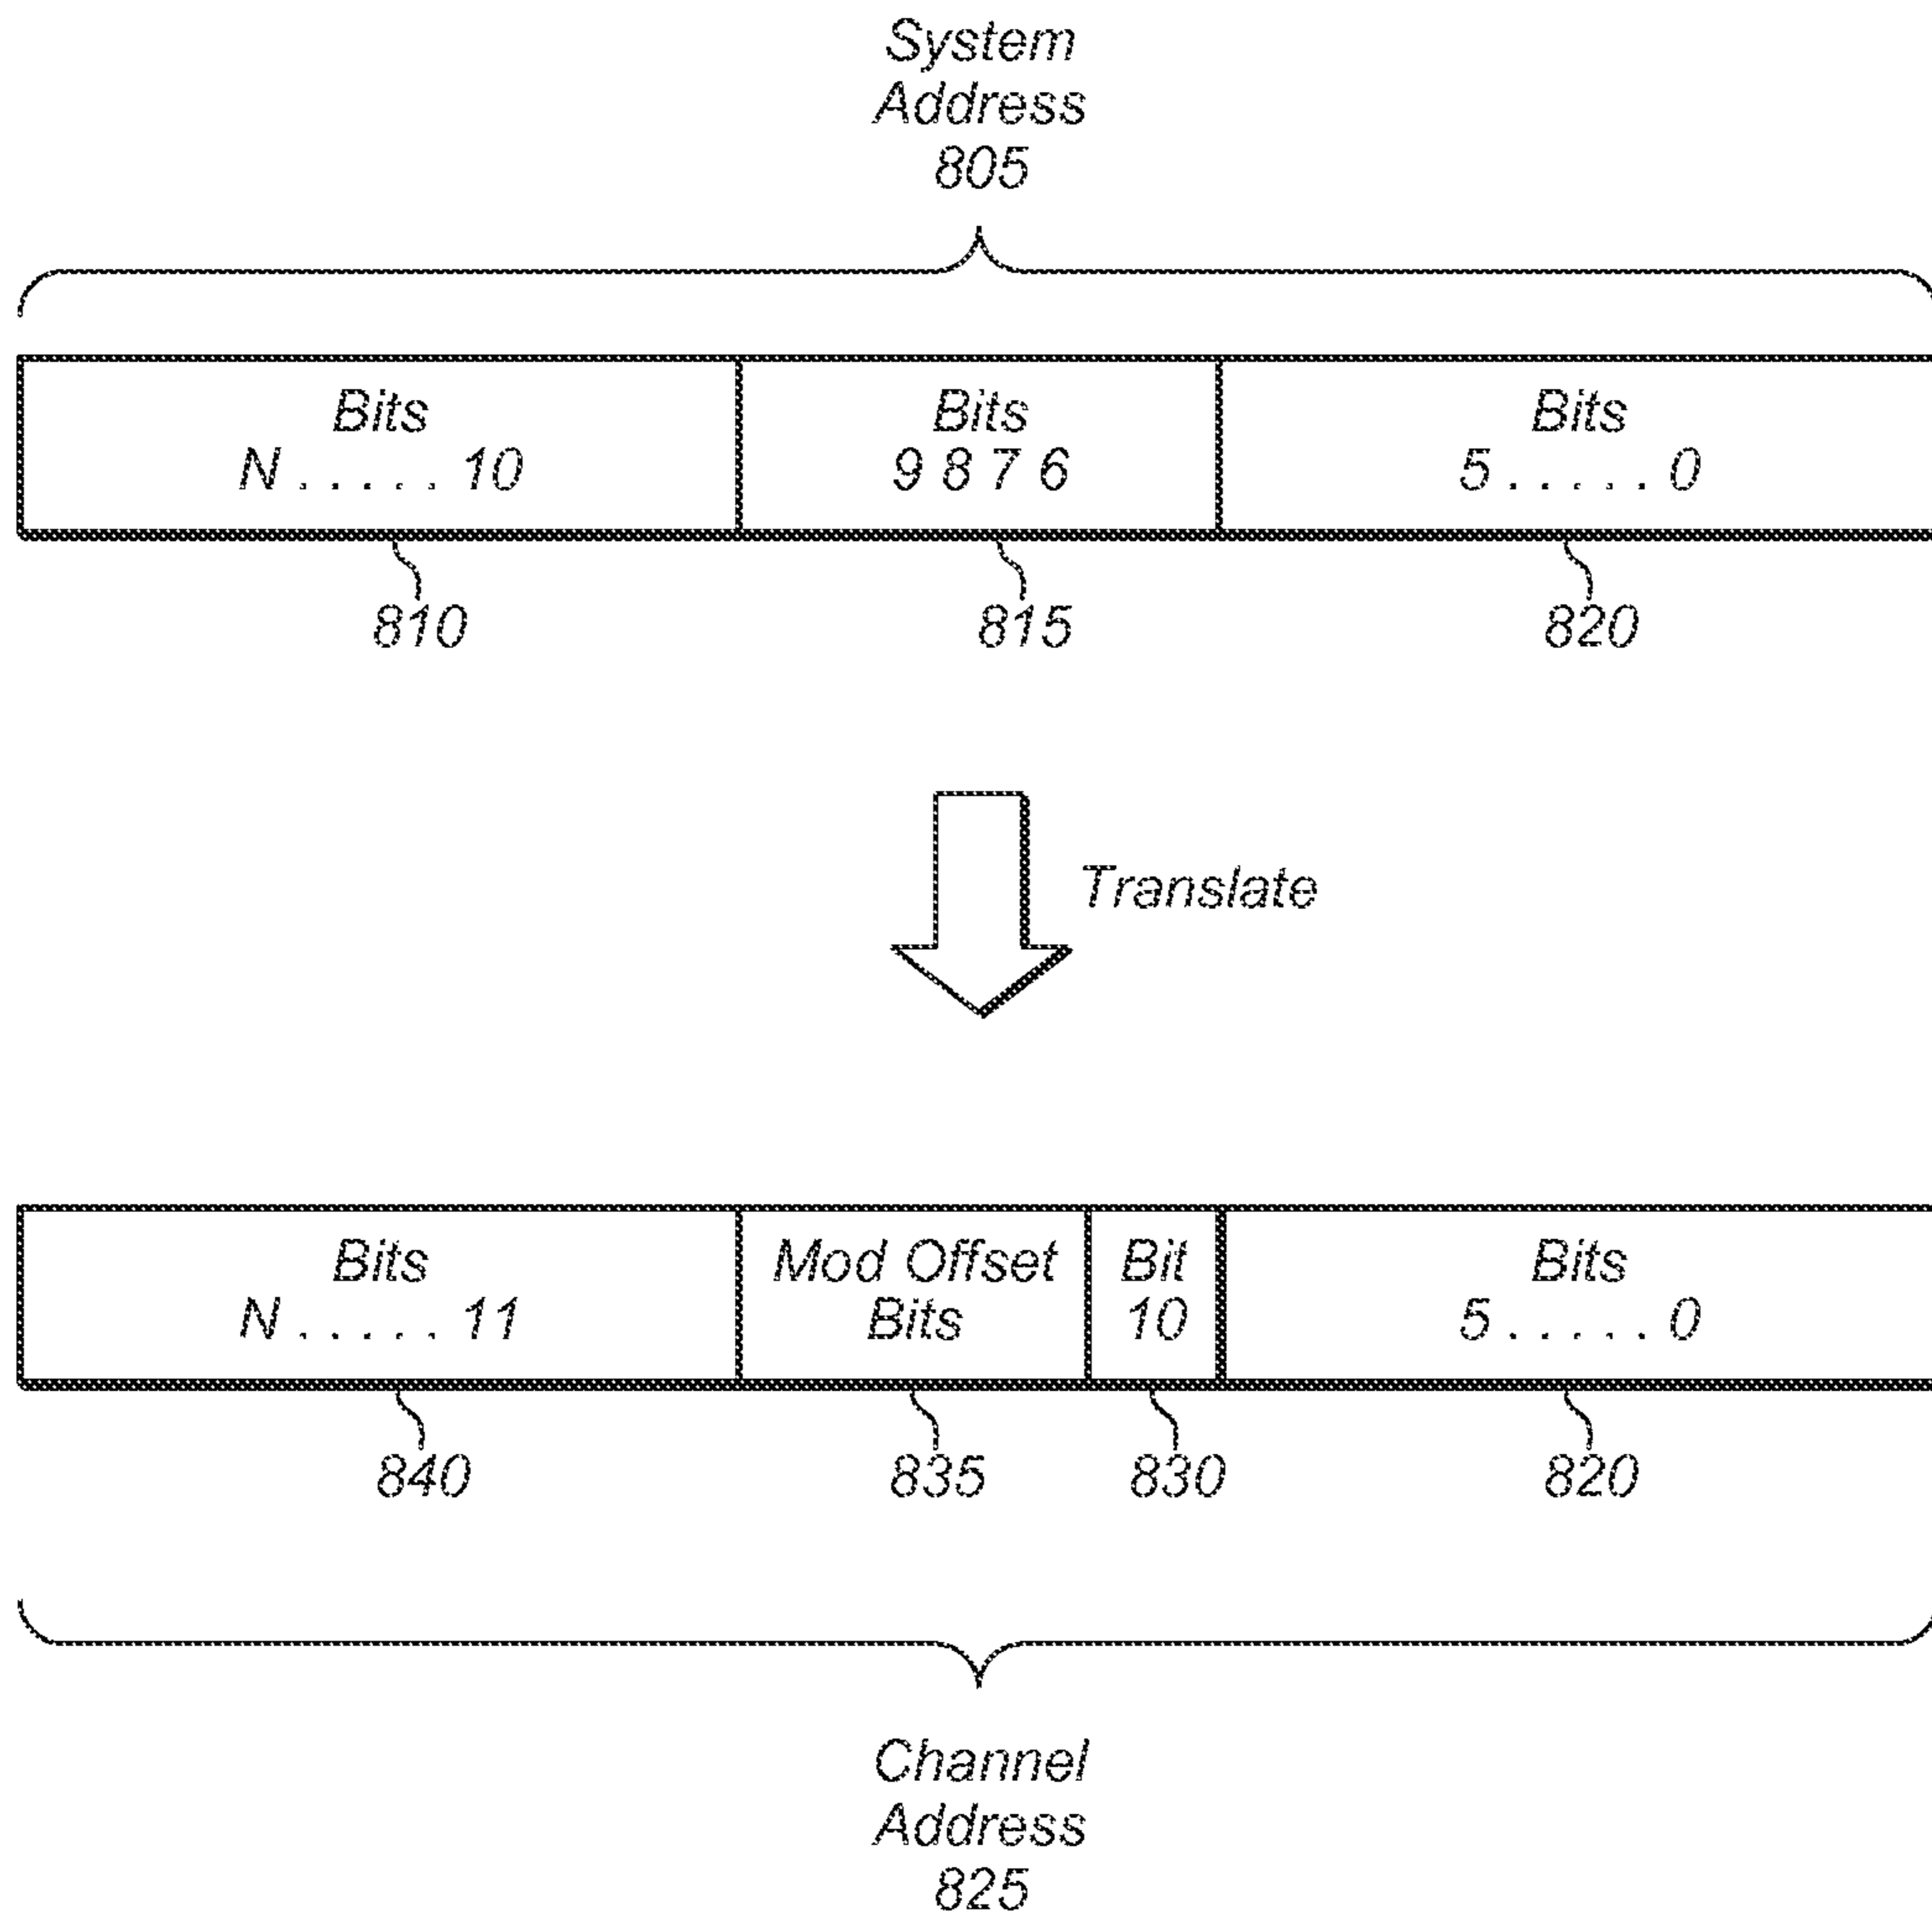 System
Address
805
Bits
N . . . . . 10
Bits
9 8 7 6
Bits
5 . . . . . 0
810
815
820
Translate
Bits
N . . . . . 11
Mod Offset
Bits
Bit
10
Bits
5 . . . . . 0
840
835
830
820
Channel
Address
825